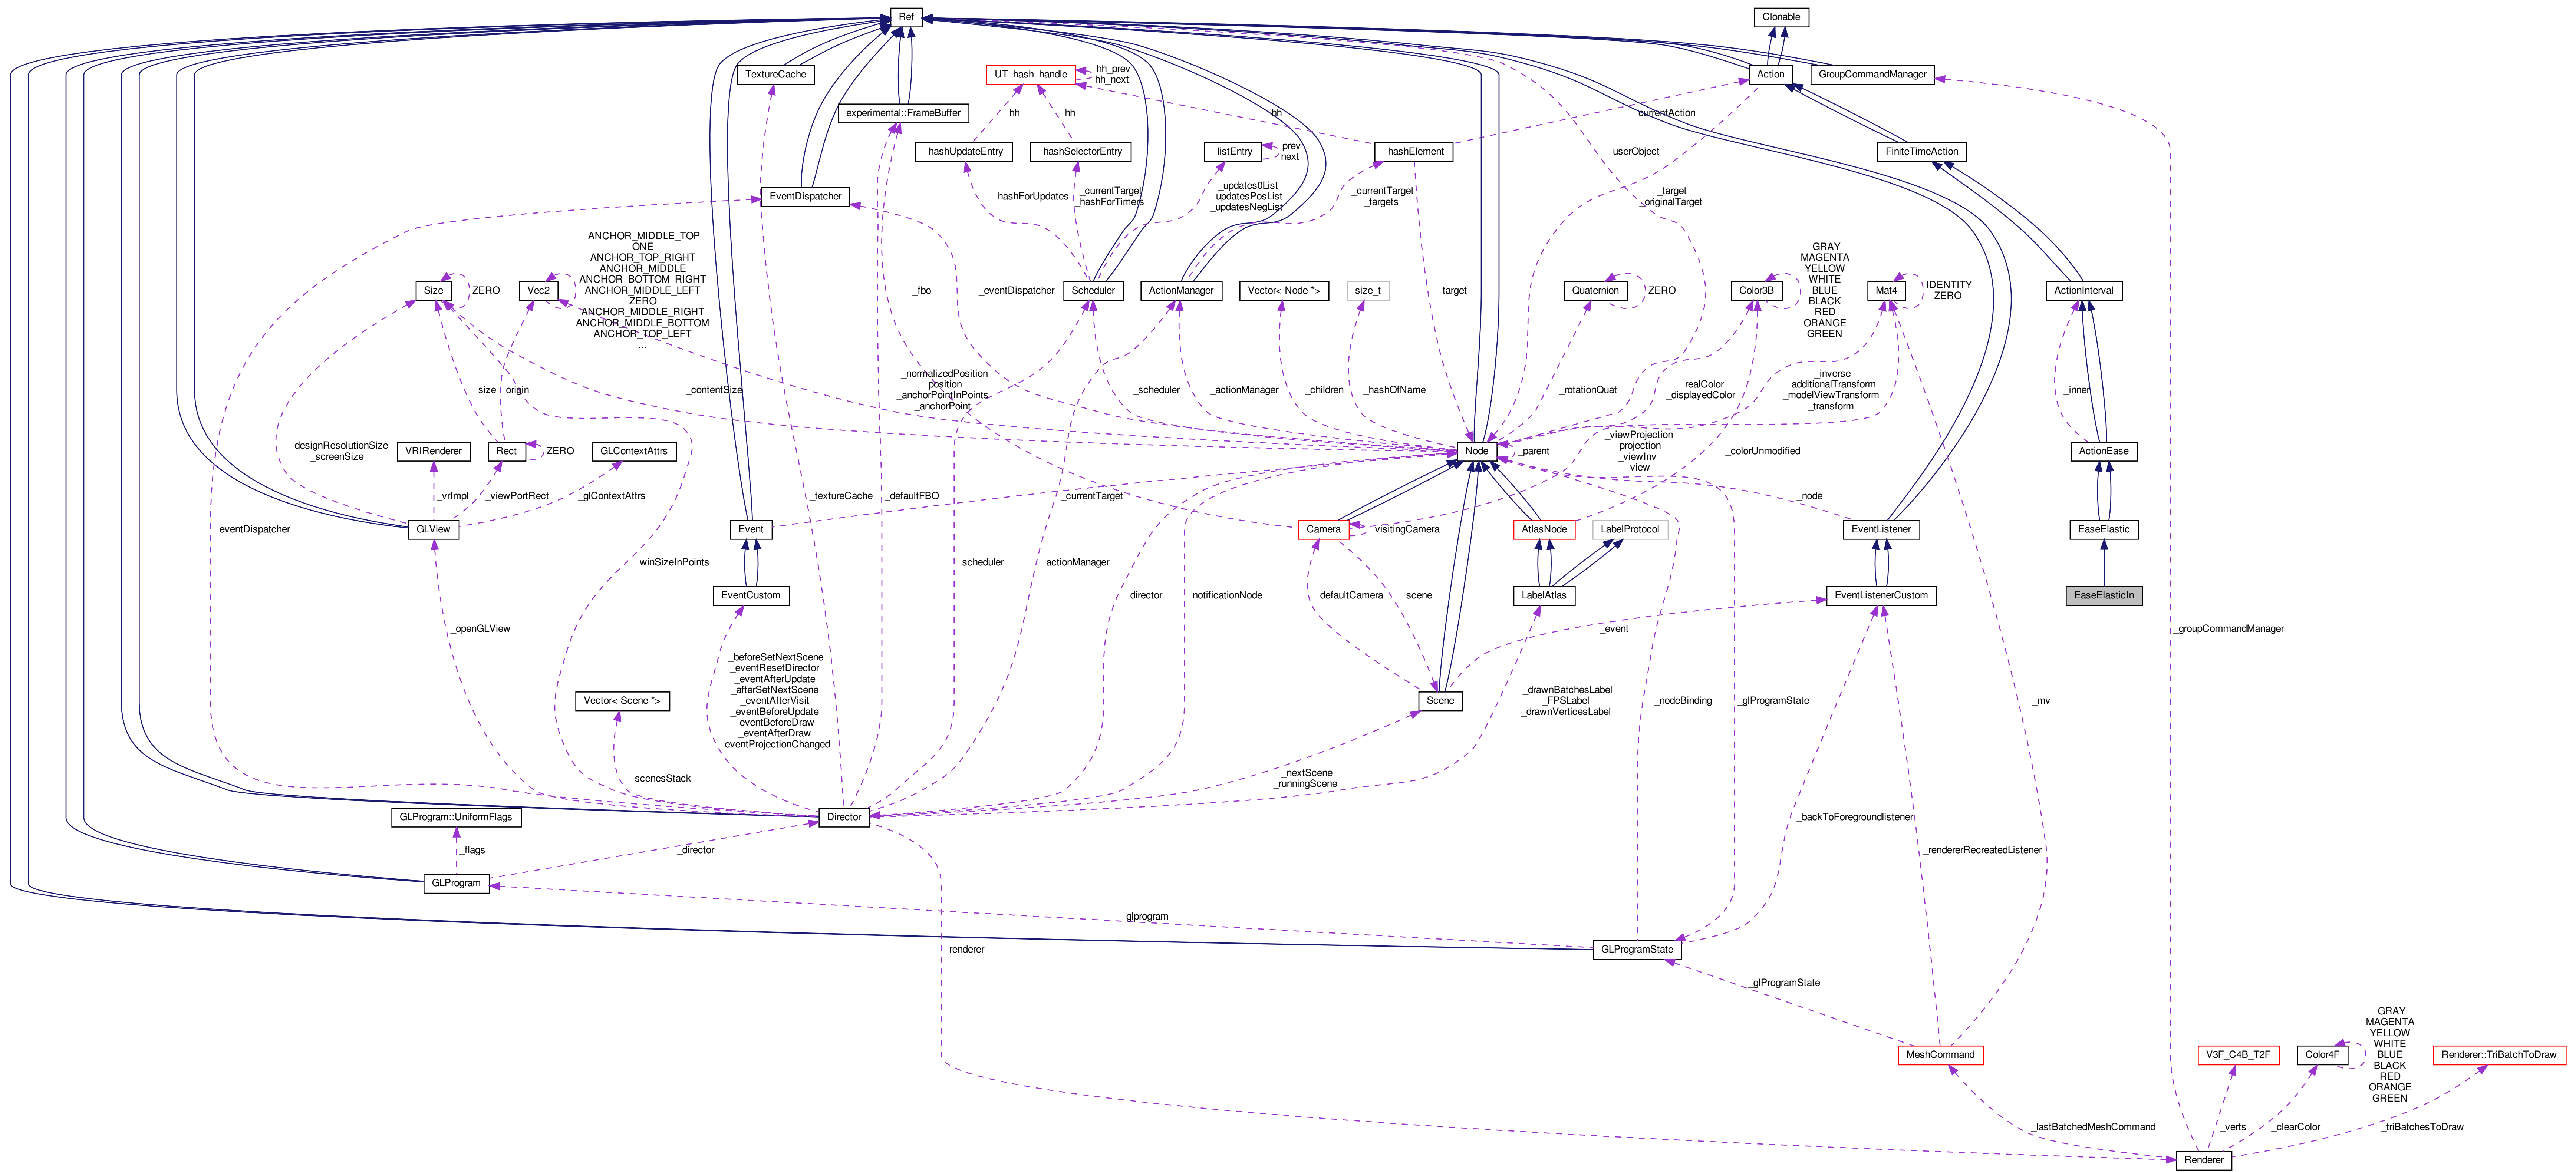 Ref
Clonable
TextureCache
UT_hash_handle
hh_prev
hh_next
Action
GroupCommandManager
experimental::FrameBuffer
hh
hh
hh
currentAction
_hashUpdateEntry
_hashSelectorEntry
_listEntry
prev
next
_hashElement
_userObject
FiniteTimeAction
EventDispatcher
_hashForUpdates
_currentTarget
_hashForTimers
_updates0List
_updatesPosList
_updatesNegList
_currentTarget
_targets
_target
_originalTarget
ANCHOR_MIDDLE_TOP
ONE
ANCHOR_TOP_RIGHT
ANCHOR_MIDDLE
ANCHOR_BOTTOM_RIGHT
ANCHOR_MIDDLE_LEFT
ZERO
ANCHOR_MIDDLE_RIGHT
ANCHOR_MIDDLE_BOTTOM
ANCHOR_TOP_LEFT
...
GRAY
MAGENTA
YELLOW
WHITE
BLUE
BLACK
RED
ORANGE
GREEN
Size
ZERO
Vec2
_fbo
_eventDispatcher
Scheduler
ActionManager
Vector< Node *>
size_t
target
Quaternion
ZERO
Color3B
Mat4
IDENTITY
ZERO
ActionInterval
size
origin
_contentSize
_normalizedPosition
_position
_anchorPointInPoints
_anchorPoint
_scheduler
_actionManager
_children
_hashOfName
_rotationQuat
_realColor
_displayedColor
_inverse
_additionalTransform
_modelViewTransform
_transform
_inner
_designResolutionSize
_screenSize
VRIRenderer
Rect
ZERO
GLContextAttrs
Node
_parent
_viewProjection
_projection
_viewInv
_view
_colorUnmodified
ActionEase
_vrImpl
_viewPortRect
_glContextAttrs
_textureCache
_defaultFBO
_currentTarget
_node
_eventDispatcher
GLView
Event
Camera
_visitingCamera
AtlasNode
LabelProtocol
EventListener
EaseElastic
_winSizeInPoints
_scheduler
_actionManager
EventCustom
_director
_notificationNode
_defaultCamera
_scene
LabelAtlas
EventListenerCustom
EaseElasticIn
_openGLView
_event
_groupCommandManager
_beforeSetNextScene
_eventResetDirector
_eventAfterUpdate
_afterSetNextScene
_eventAfterVisit
_eventBeforeUpdate
_eventBeforeDraw
_eventAfterDraw
_eventProjectionChanged
Vector< Scene *>
Scene
_drawnBatchesLabel
_FPSLabel
_drawnVerticesLabel
_nodeBinding
_glProgramState
_mv
_scenesStack
_nextScene
_runningScene
GLProgram::UniformFlags
Director
_backToForegroundlistener
_flags
_director
_rendererRecreatedListener
GLProgram
_glprogram
_renderer
GLProgramState
_glProgramState
GRAY
MAGENTA
YELLOW
WHITE
BLUE
BLACK
RED
ORANGE
GREEN
MeshCommand
V3F_C4B_T2F
Color4F
Renderer::TriBatchToDraw
_lastBatchedMeshCommand
_verts
_clearColor
_triBatchesToDraw
Renderer